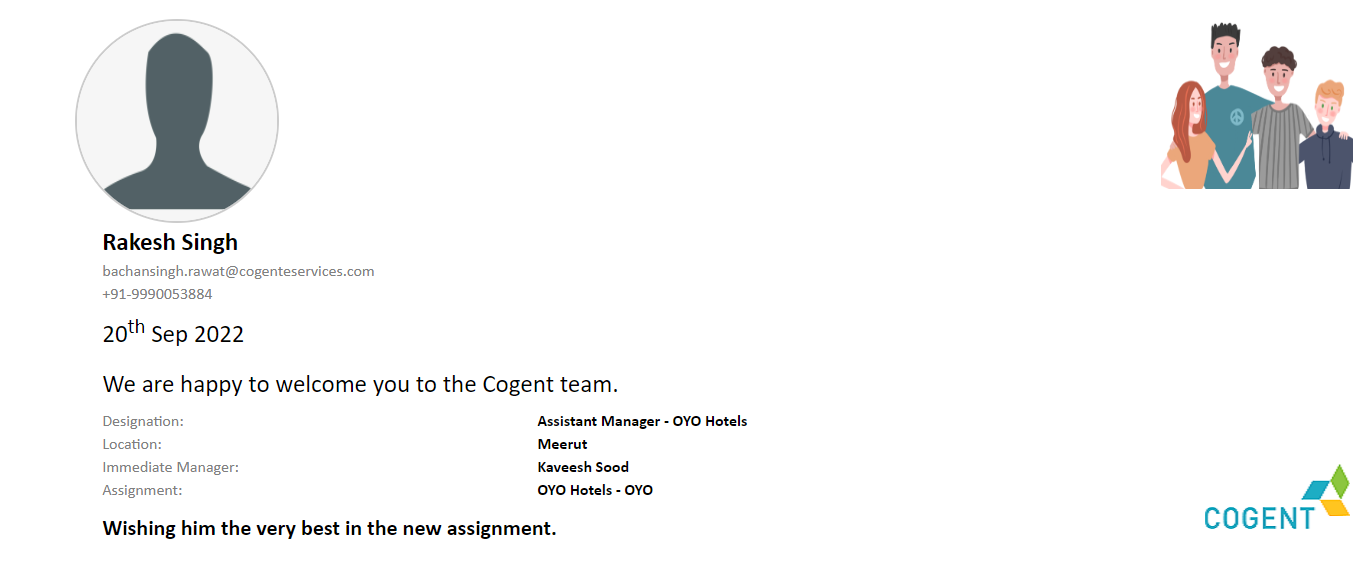 Rakesh Singh
bachansingh.rawat@cogenteservices.com
+91-9990053884
20th Sep 2022
We are happy to welcome you to the Cogent team.
Designation: Assistant Manager - OYO Hotels
Location: Meerut
Immediate Manager: Kaveesh Sood
Assignment: OYO Hotels - OYO
Wishing him the very best in the new assignment.
COGENT